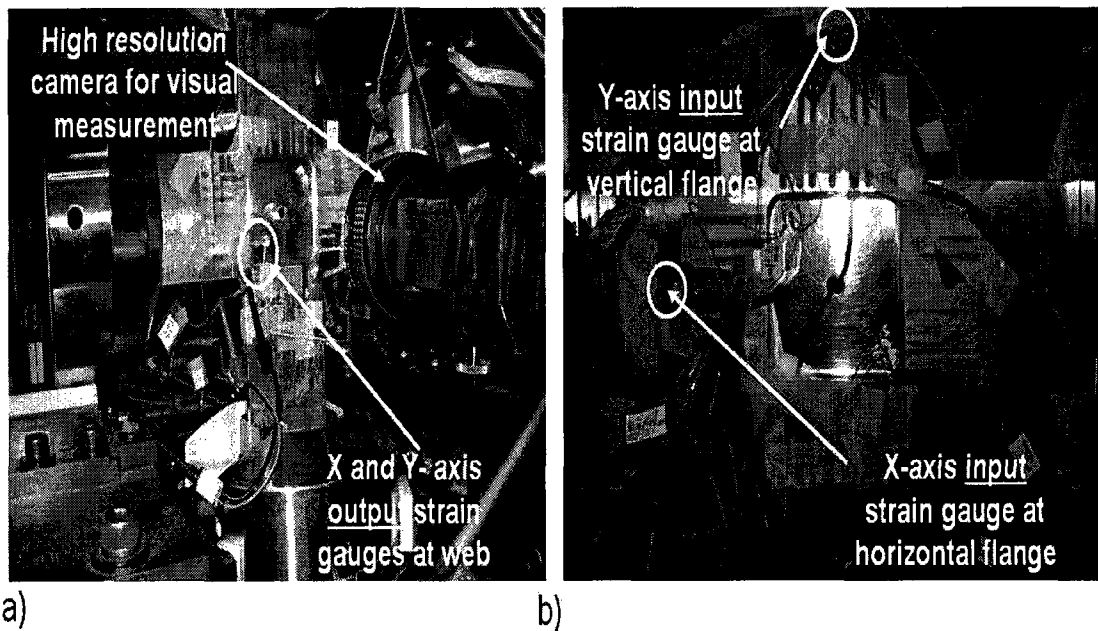 High resolution
camera for visual
measurement
X and Y- axis
output strain
gauges at web
a)
Y-axis input
strain gauge at
vertical flange
X-axis input
strain gauge at
horizontal flange
b)